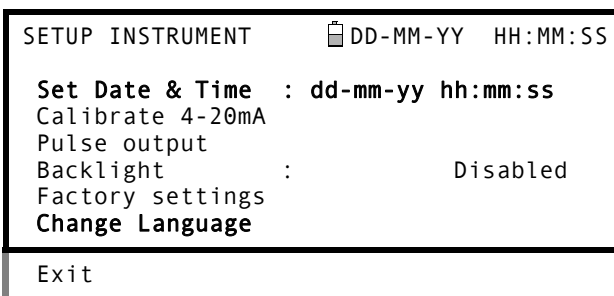 SETUP INSTRUMENT DD-MM-YY HH:MM:SS
Set Date & Time : dd-mm-yy hh:mm:ss
Calibrate 4-20mA
Pulse output
Backlight : Disabled
Factory settings
Change Language
Exit